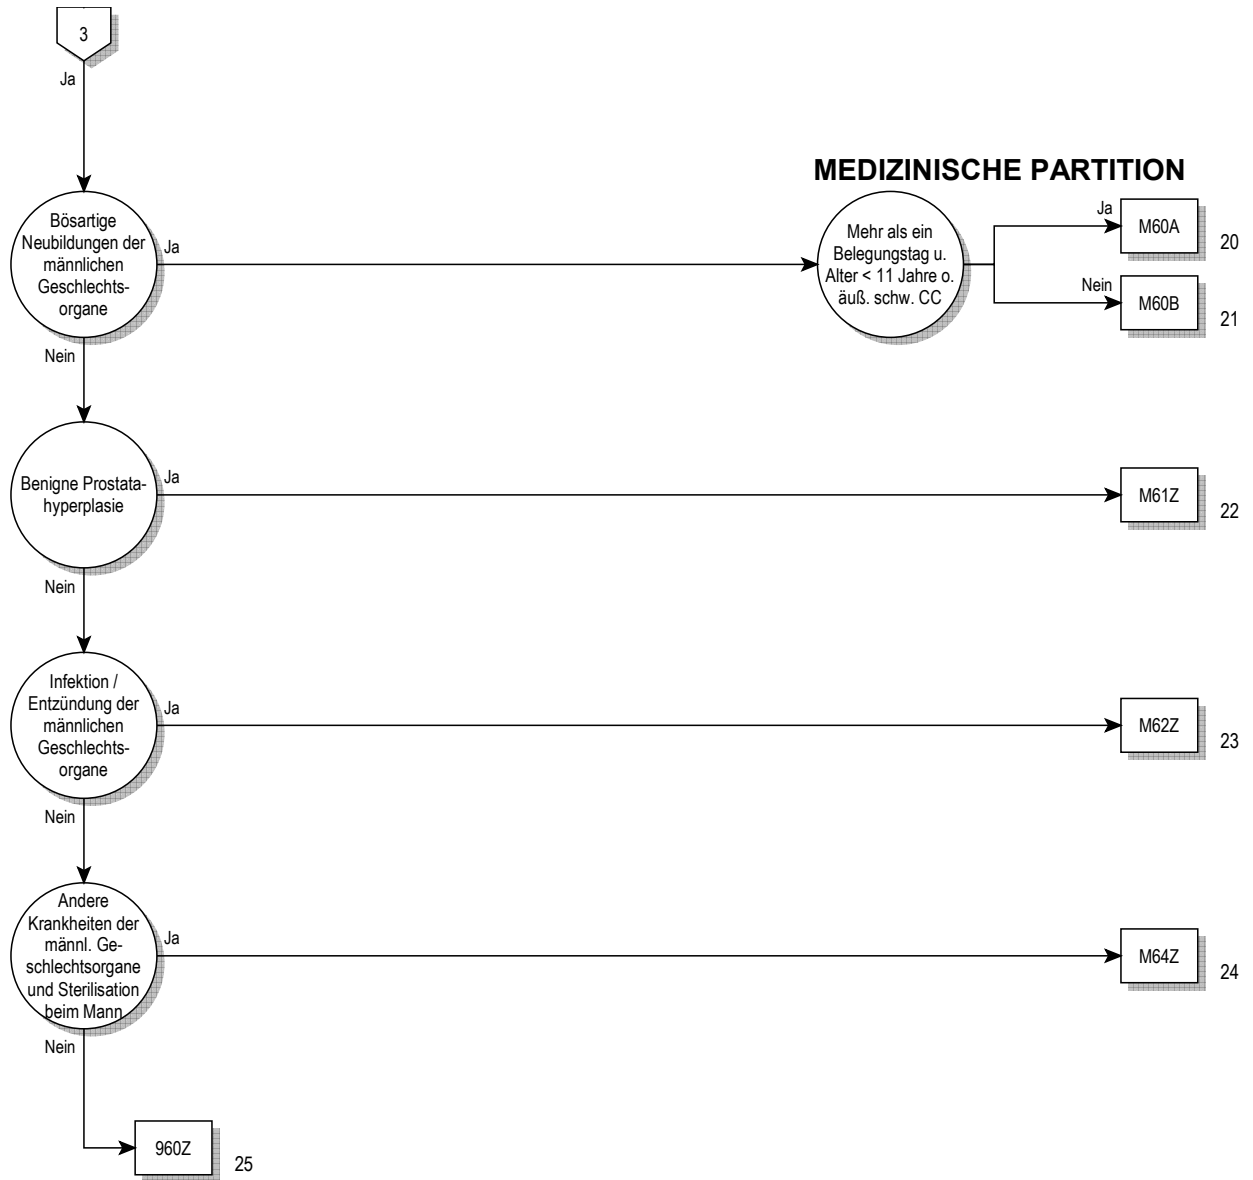 3
Ja
MEDIZINISCHE PARTITION
Bösartige
Neubildungen der
männlichen
Geschlechts-
organe
Ja
Mehr als ein
Belegungstag u.
Alter < 11 Jahre o.
äuß. schw. CC
Ja
M60A
20
Nein
M60B
21
Nein
Benigne Prostata-
hyperplasie
Ja
M61Z
22
Nein
Infektion /
Entzündung der
männlichen
Geschlechts-
organe
Ja
M62Z
23
Nein
Andere
Krankheiten der
männl. Ge-
schlechtsorgane
und Sterilisation
beim Mann
Ja
M64Z
24
Nein
960Z
25